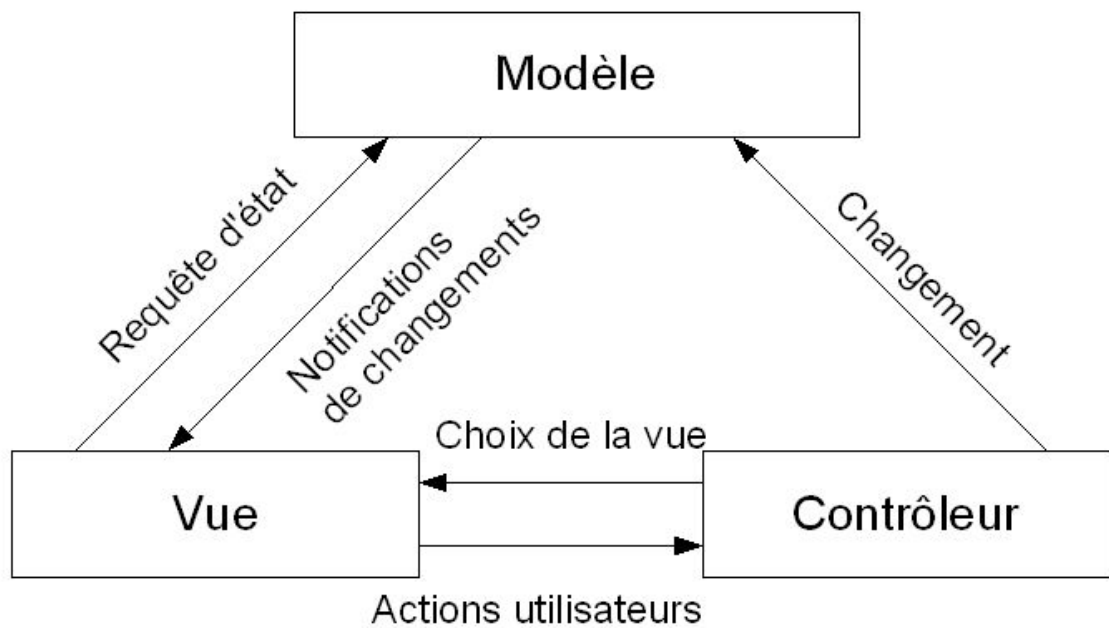 Modèle
Requête d'état
Notifications
de changements
Changement
Choix de la vue
Vue
Contrôleur
Actions utilisateurs